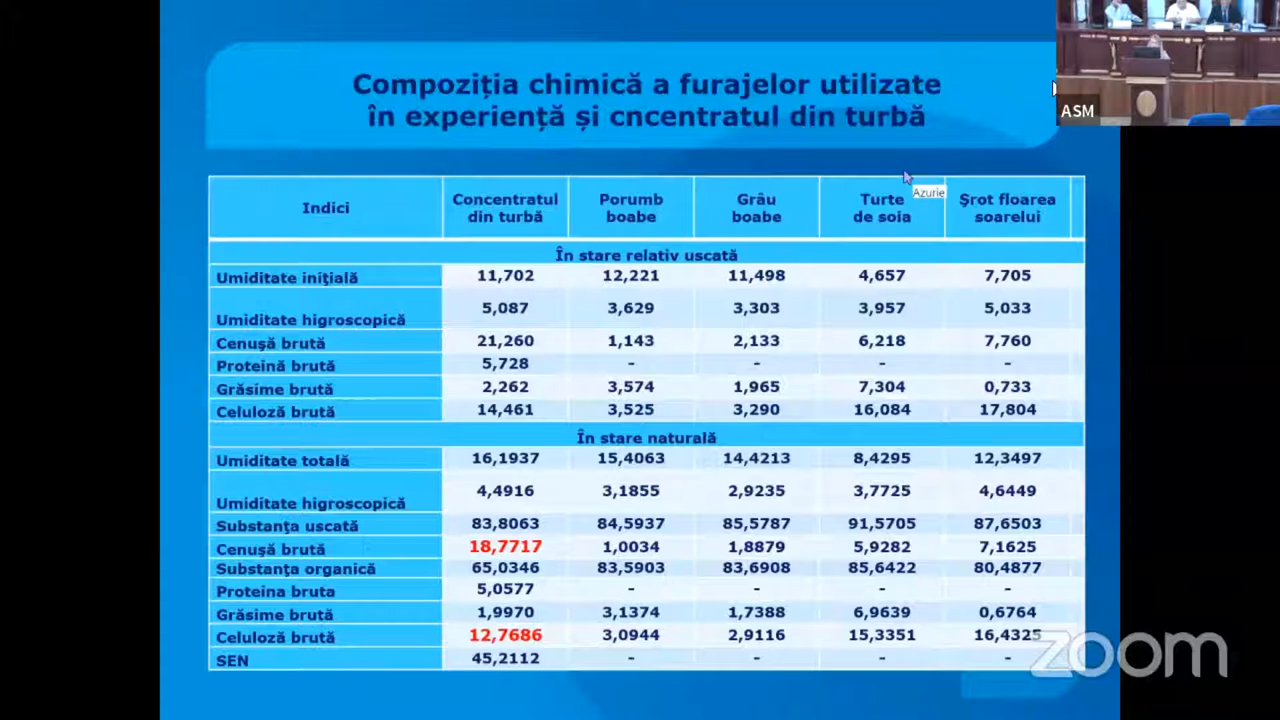 Compoziția chimică a furajelor utilizate
în experiență și cncentratul din turbă
ASM
Azurie
Indici Concentratul din turbă Porumb boabe Grâu boabe Turte de soia Şrot floarea soarelui
În stare relativ uscată
Umiditate iniţială 11,702 12,221 11,498 4,657 7,705
Umiditate higroscopică 5,087 3,629 3,303 3,957 5,033
Cenuşă brută 21,260 1,143 2,133 6,218 7,760
Proteină brută 5,728 - - - -
Grăsime brută 2,262 3,574 1,965 7,304 0,733
Celuloză brută 14,461 3,525 3,290 16,084 17,804
În stare naturală
Umiditate totală 16,1937 15,4063 14,4213 8,4295 12,3497
Umiditate higroscopică 4,4916 3,1855 2,9235 3,7725 4,6449
Substanţa uscată 83,8063 84,5937 85,5787 91,5705 87,6503
Cenuşă brută 18,7717 1,0034 1,8879 5,9282 7,1625
Substanţa organică 65,0346 83,5903 83,6908 85,6422 80,4877
Proteina bruta 5,0577 - - - -
Grăsime brută 1,9970 3,1374 1,7388 6,9639 0,6764
Celuloză brută 12,7686 3,0944 2,9116 15,3351 16,4325
SEN 45,2112 - - - -
zoom